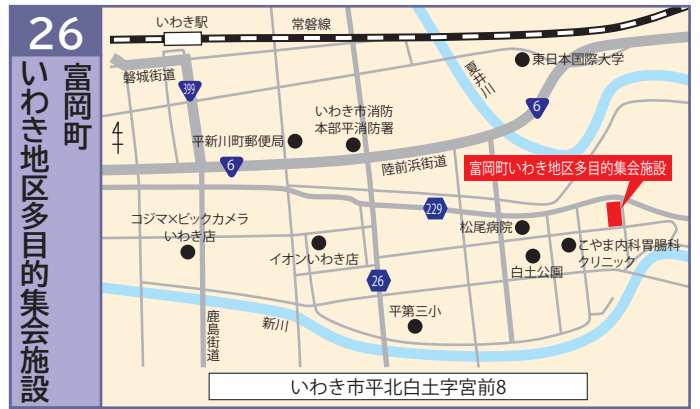 26
富岡町
いわき地区多目的集会施設
いわき駅
常磐線
磐城街道
399
夏井川
東日本国際大学
6
いわき市消防
本部平消防署
平新川町郵便局
6
陸前浜街道
富岡町いわき地区多目的集会施設
229
コジマ×ビックカメラ
いわき店
イオンいわき店
松尾病院
こやま内科胃腸科
クリニック
白土公園
26
鹿島街道
新川
平第三小
いわき市平北白土字宮前8